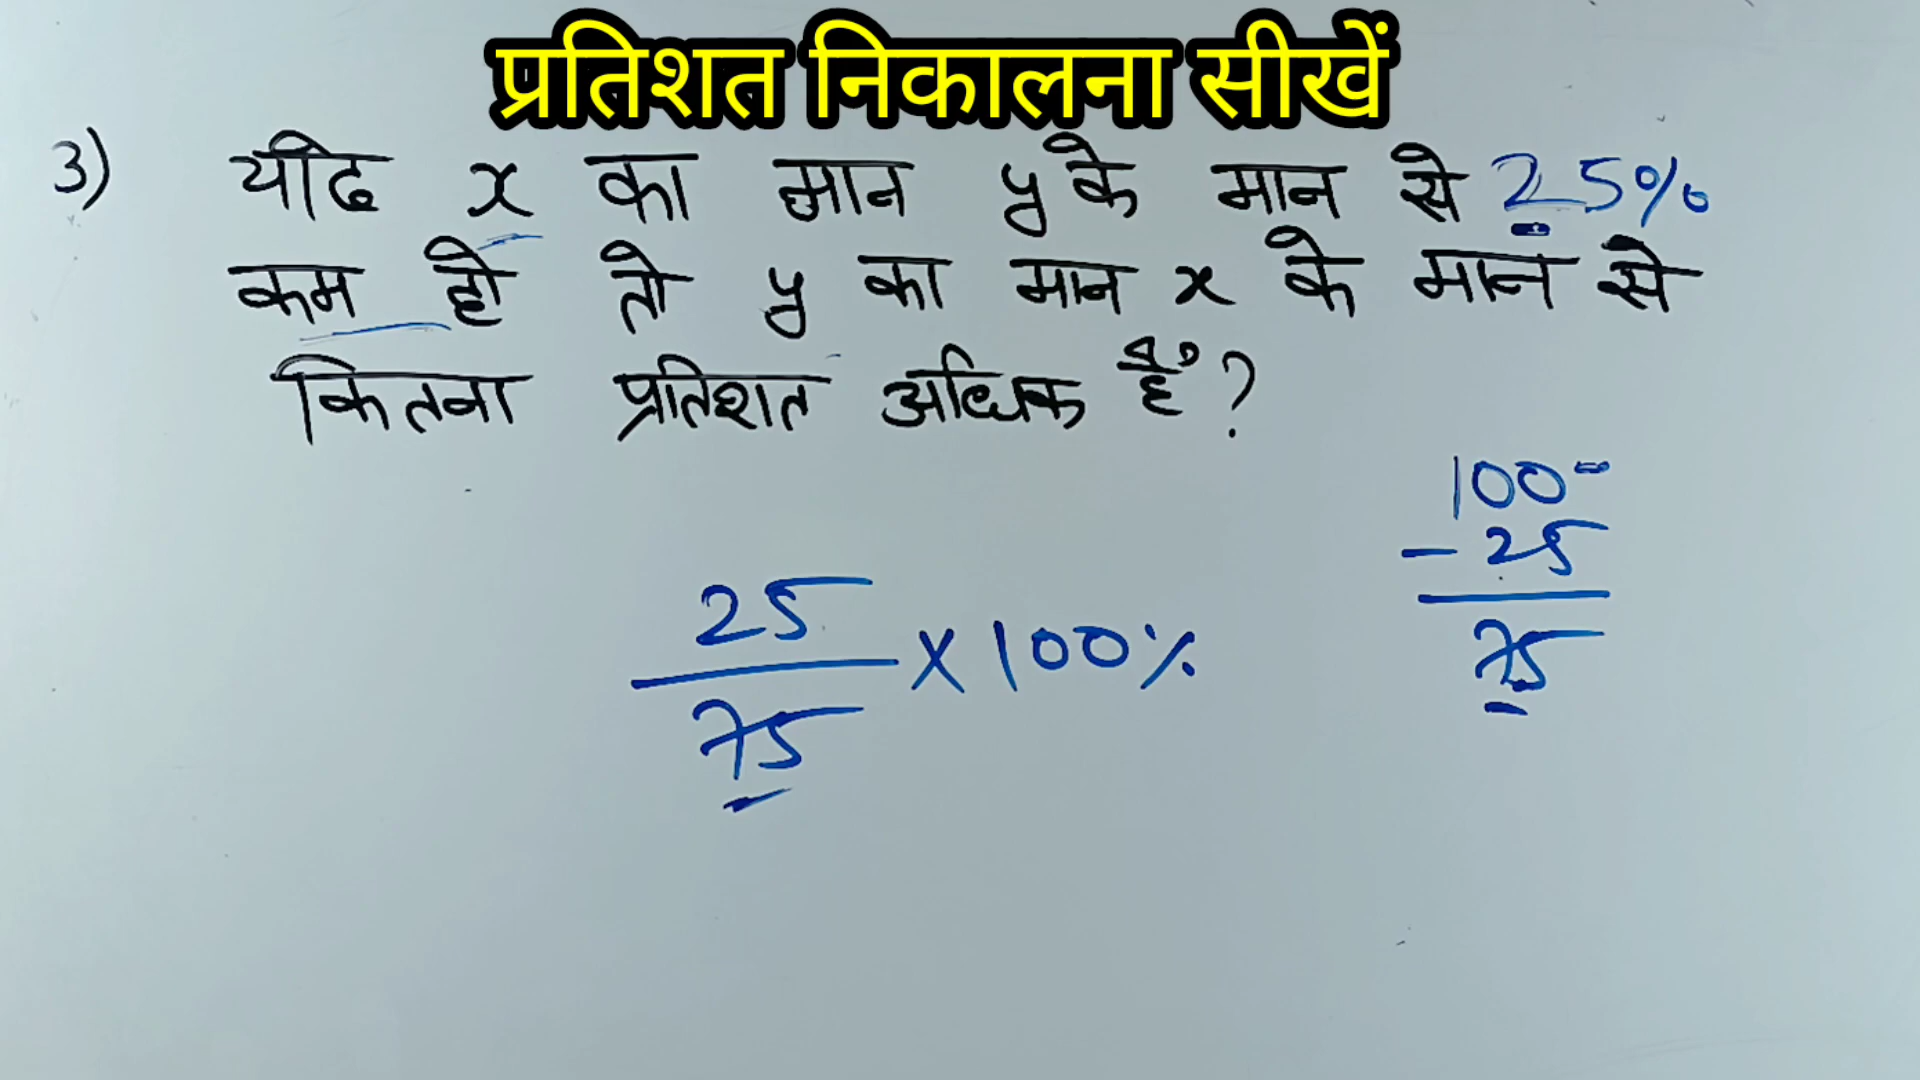 प्रतिशत निकालना सीखें
3) यदि x का मान y के मान से 25%
कम हो तो y का मान x के मान से
कितना प्रतिशत अधिक है?
100
- 25
75
25
75
× 100%